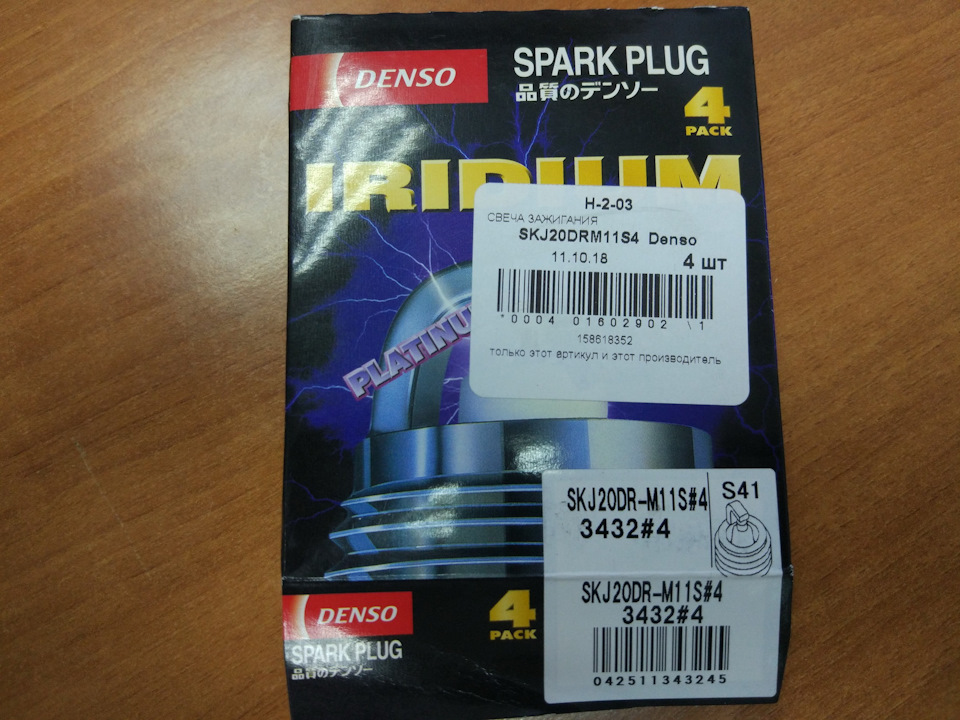 DENSO
SPARK PLUG
品質のデンソー
4
PACK
IRIDIUM
H-2-03
СВЕЧА ЗАЖИГАНИЯ
SKJ20DRM11S4 Denso
11.10.18 4 шт
*0004 01602902 \1
158618352
только этот артикул и этот производитель
PLATINU
SKJ20DR-M11S#4 S41
3432#4
SKJ20DR-M11S#4
3432#4
042511343245
DENSO
4
PACK
SPARK PLUG
品質のデンソー